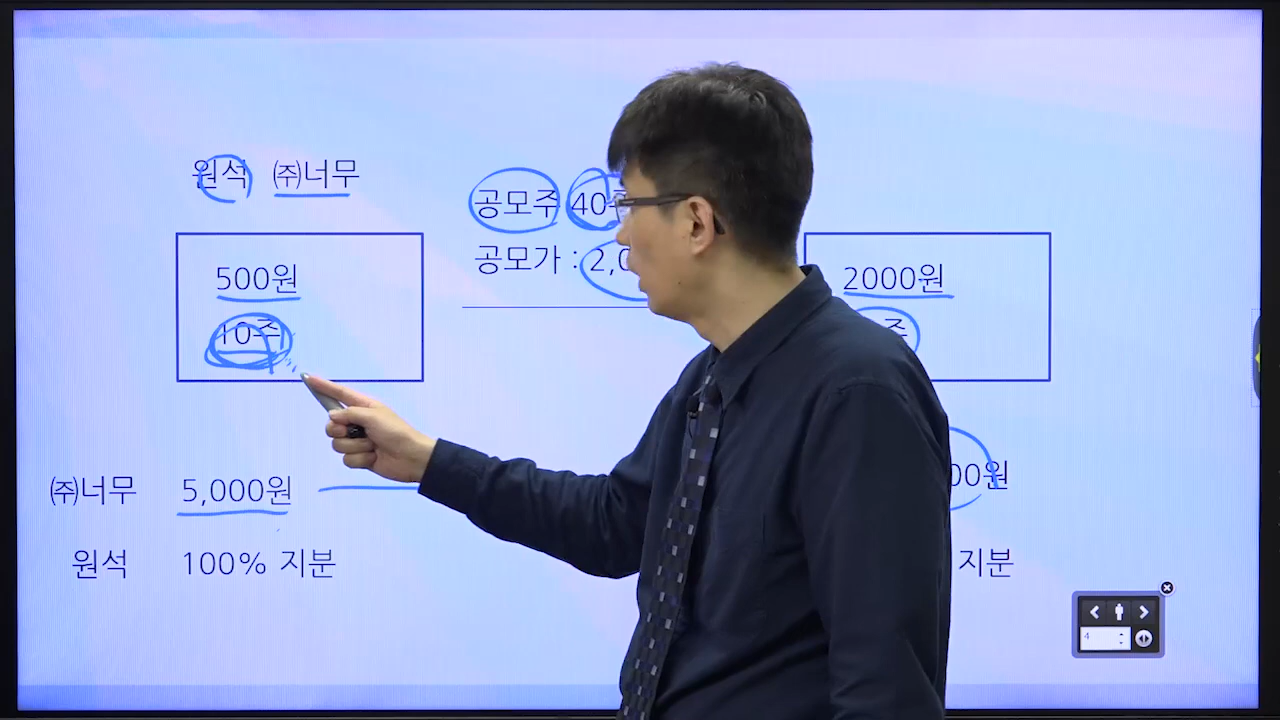 원석 ㈜너무
500원
10주
공모주 40
공모가 : 2,0
2000원
주
㈜너무 5,000원
00원
원석 100% 지분
지분
4